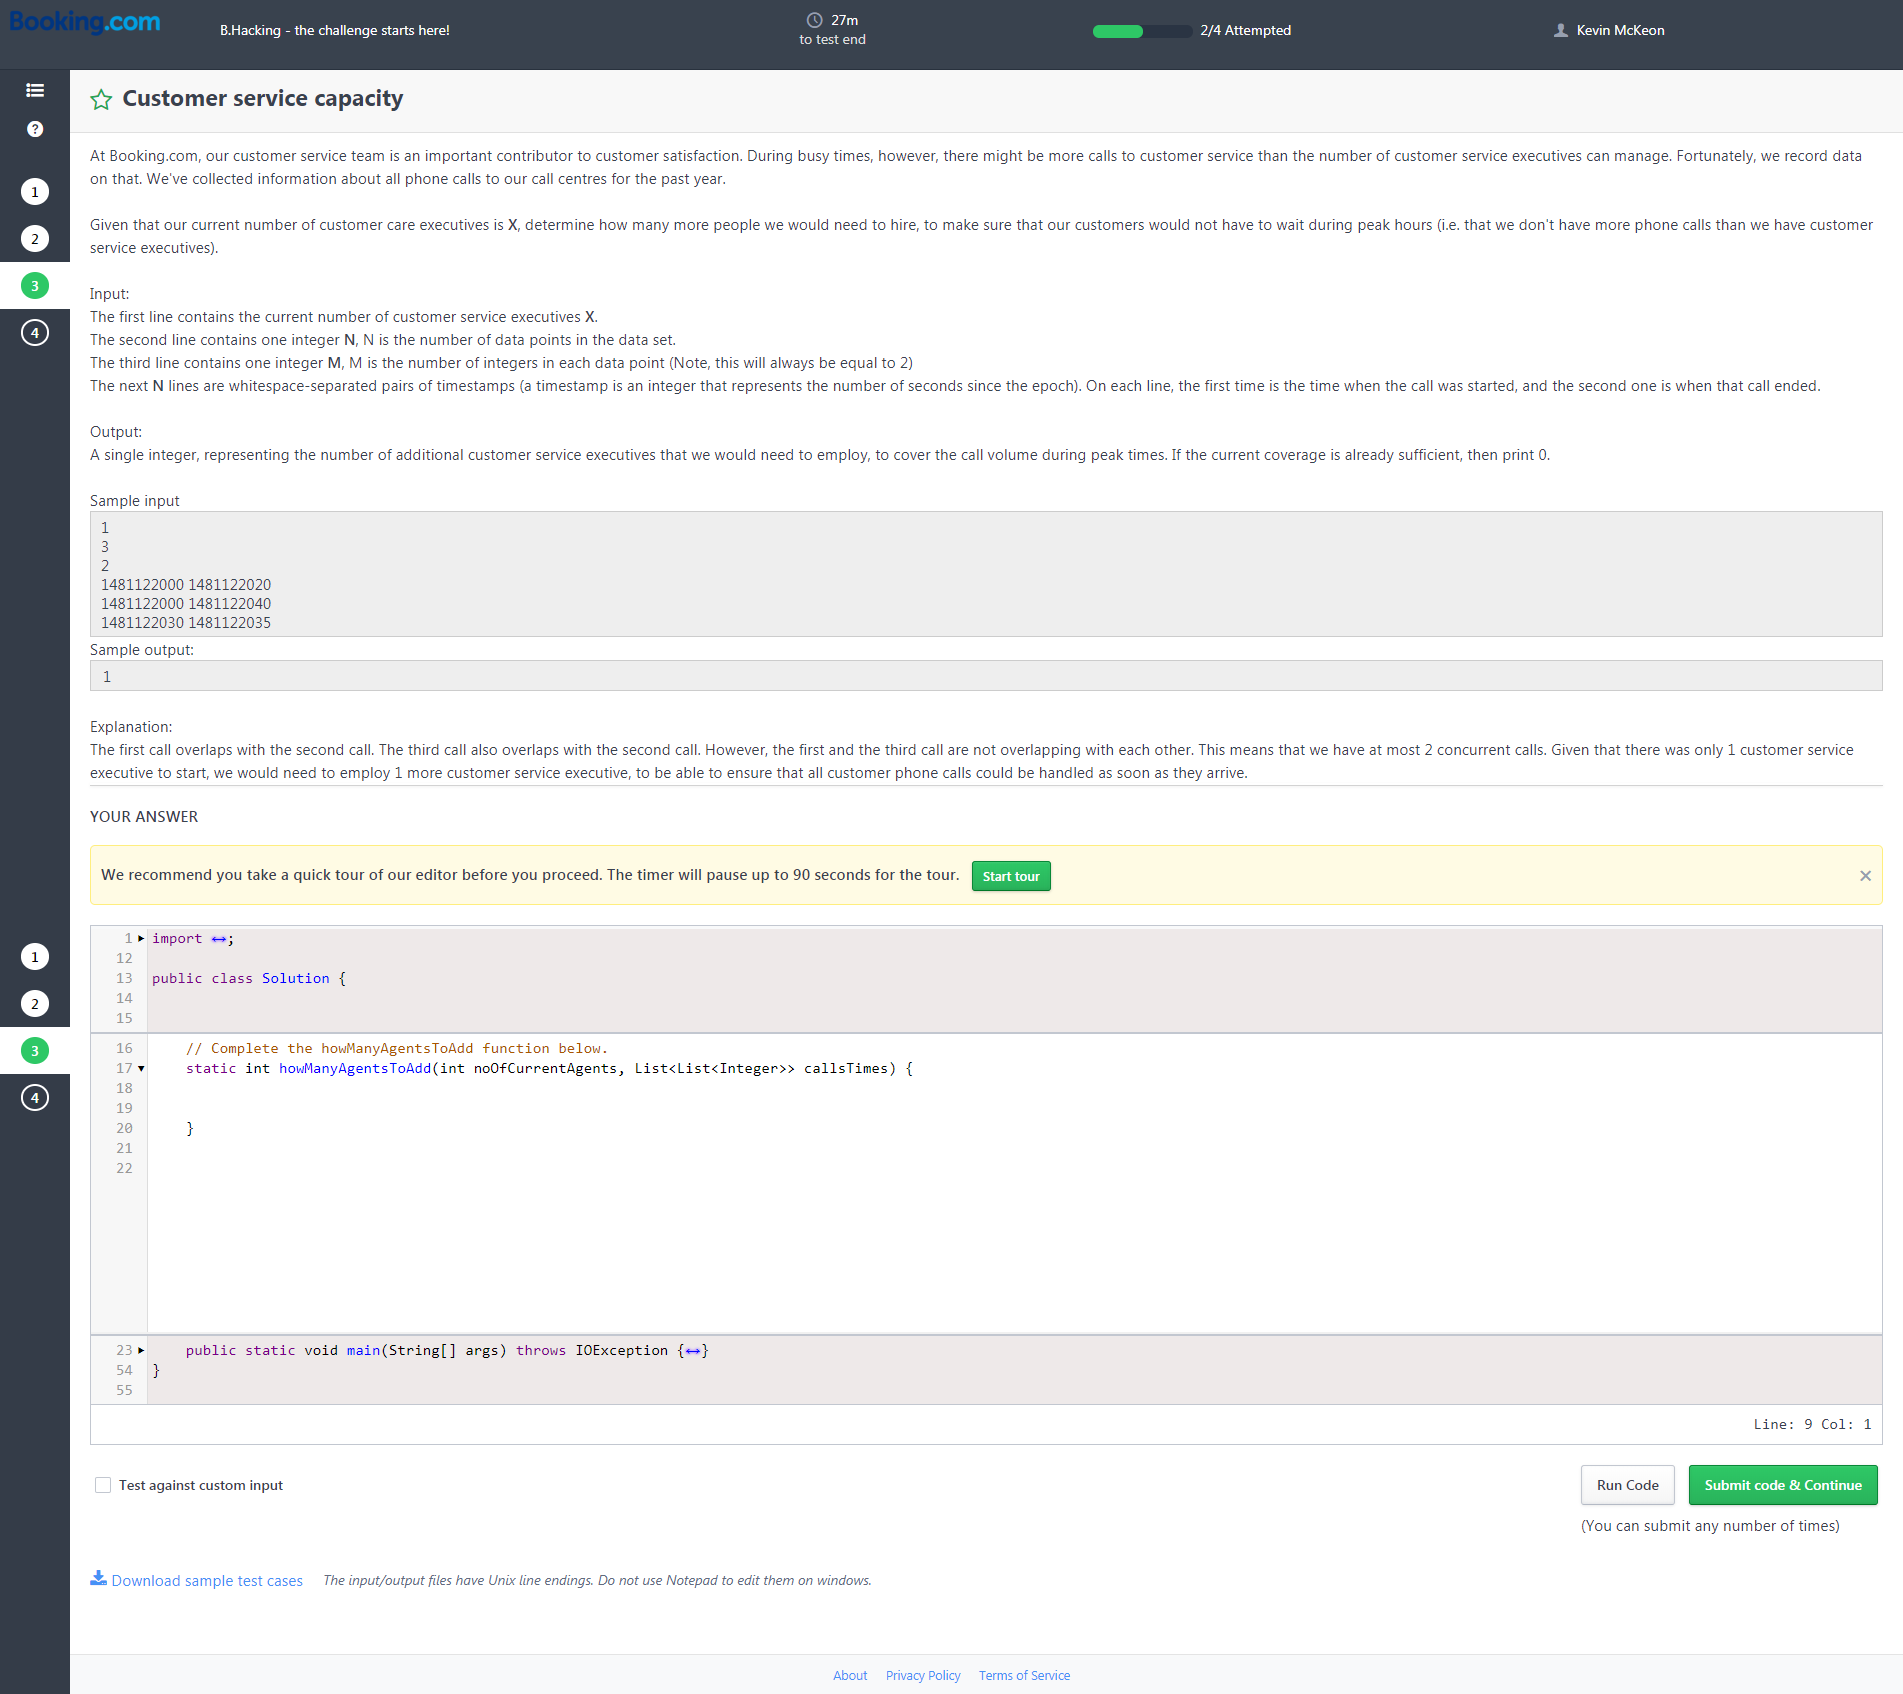 Booking.com
B.Hacking - the challenge starts here!
27m
to test end
2/4 Attempted
Kevin McKeon
?
1
2
3
4
Customer service capacity
At Booking.com, our customer service team is an important contributor to customer satisfaction. During busy times, however, there might be more calls to customer service than the number of customer service executives can manage. Fortunately, we record data
on that. We've collected information about all phone calls to our call centres for the past year.
Given that our current number of customer care executives is X, determine how many more people we would need to hire, to make sure that our customers would not have to wait during peak hours (i.e. that we don't have more phone calls than we have customer
service executives).
Input:
The first line contains the current number of customer service executives X.
The second line contains one integer N, N is the number of data points in the data set.
The third line contains one integer M, M is the number of integers in each data point (Note, this will always be equal to 2)
The next N lines are whitespace-separated pairs of timestamps (a timestamp is an integer that represents the number of seconds since the epoch). On each line, the first time is the time when the call was started, and the second one is when that call ended.
Output:
A single integer, representing the number of additional customer service executives that we would need to employ, to cover the call volume during peak times. If the current coverage is already sufficient, then print 0.
Sample input
1
3
2
1481122000 1481122020
1481122000 1481122040
1481122030 1481122035
Sample output:
1
Explanation:
The first call overlaps with the second call. The third call also overlaps with the second call. However, the first and the third call are not overlapping with each other. This means that we have at most 2 concurrent calls. Given that there was only 1 customer service
executive to start, we would need to employ 1 more customer service executive, to be able to ensure that all customer phone calls could be handled as soon as they arrive.
YOUR ANSWER
We recommend you take a quick tour of our editor before you proceed. The timer will pause up to 90 seconds for the tour. Start tour ×
1
2
3
4
1 import ↔;
12
13 public class Solution {
14
15
16 // Complete the howManyAgentsToAdd function below.
17 static int howManyAgentsToAdd(int noOfCurrentAgents, List<List<Integer>> callsTimes) {
18
19
20 }
21
22
23 public static void main(String[] args) throws IOException {↔}
54 }
55
Line: 9 Col: 1
Test against custom input
Run Code
Submit code & Continue
(You can submit any number of times)
Download sample test cases The input/output files have Unix line endings. Do not use Notepad to edit them on windows.
About Privacy Policy Terms of Service